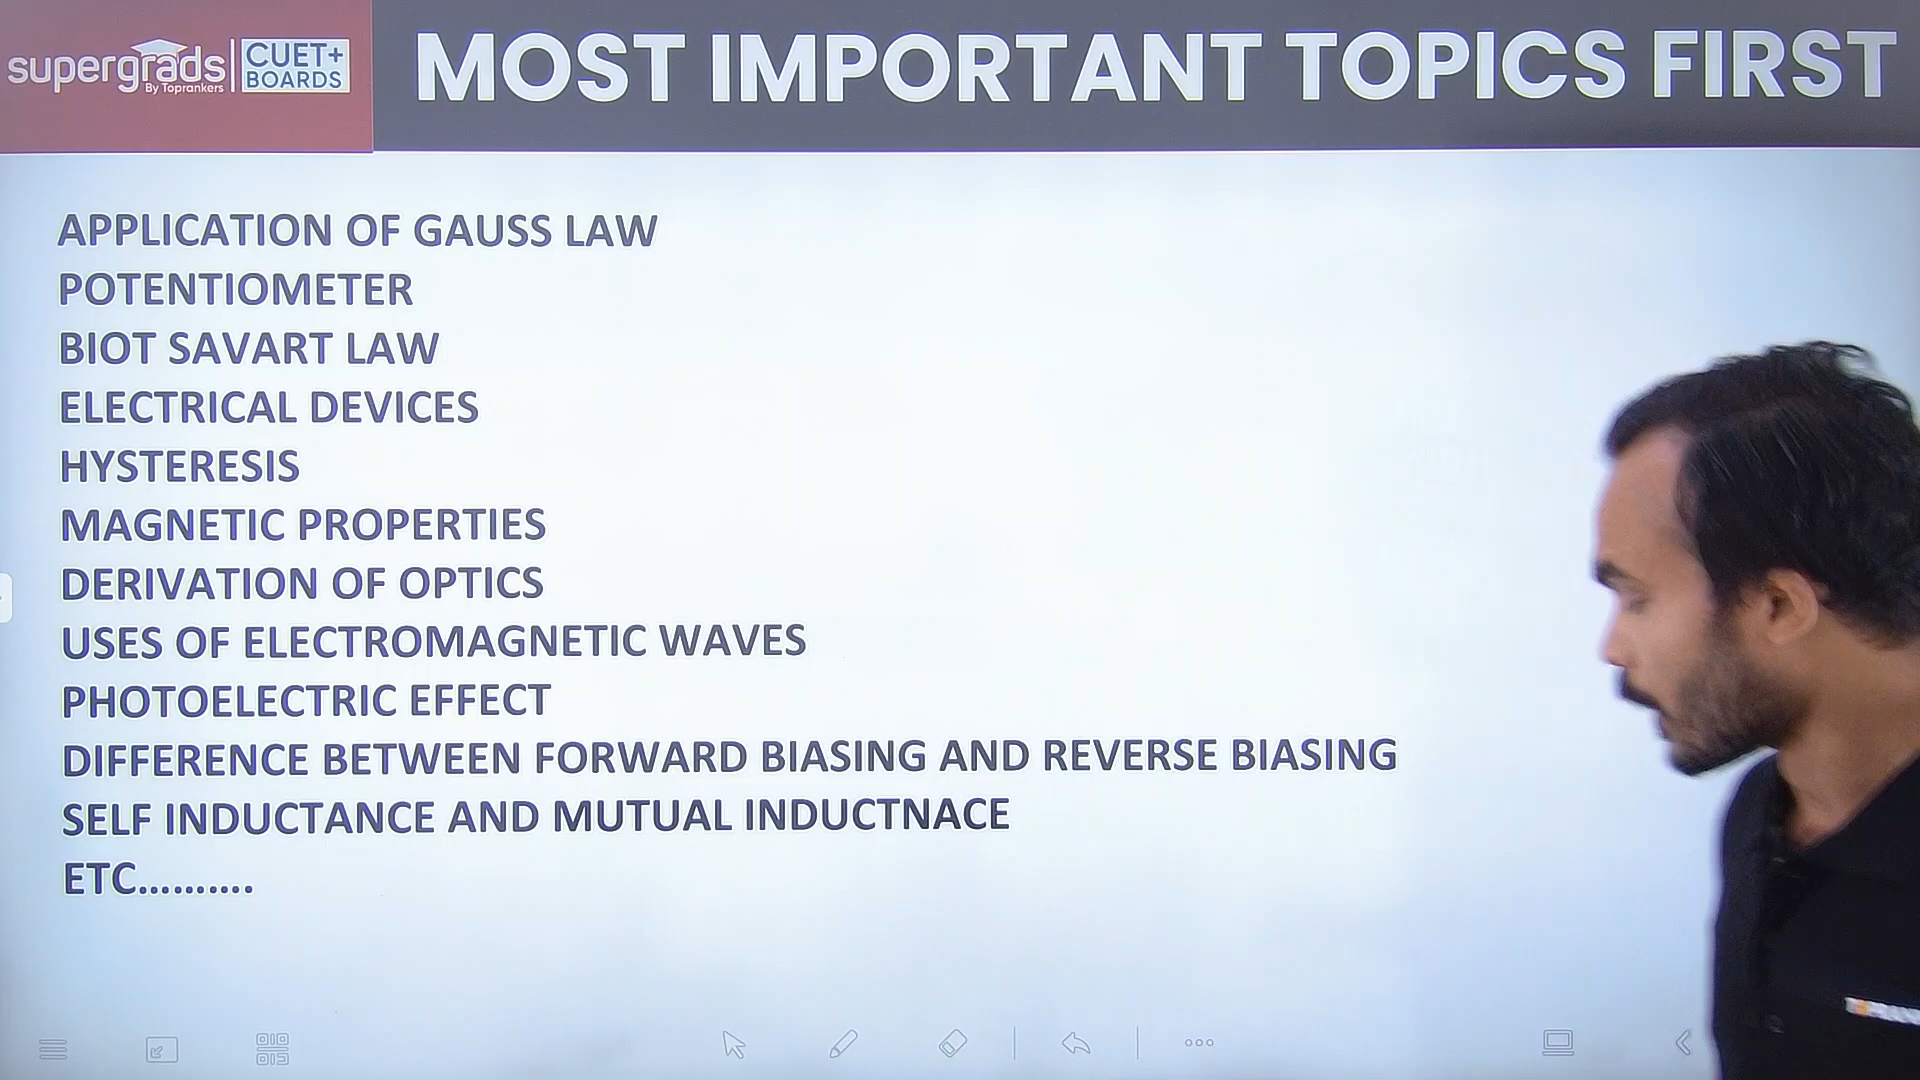 supergrads
By Toprankers
CUET+
BOARDS
MOST IMPORTANT TOPICS FIRST
APPLICATION OF GAUSS LAW
POTENTIOMETER
BIOT SAVART LAW
ELECTRICAL DEVICES
HYSTERESIS
MAGNETIC PROPERTIES
DERIVATION OF OPTICS
USES OF ELECTROMAGNETIC WAVES
PHOTOELECTRIC EFFECT
DIFFERENCE BETWEEN FORWARD BIASING AND REVERSE BIASING
SELF INDUCTANCE AND MUTUAL INDUCTNACE
ETC..........